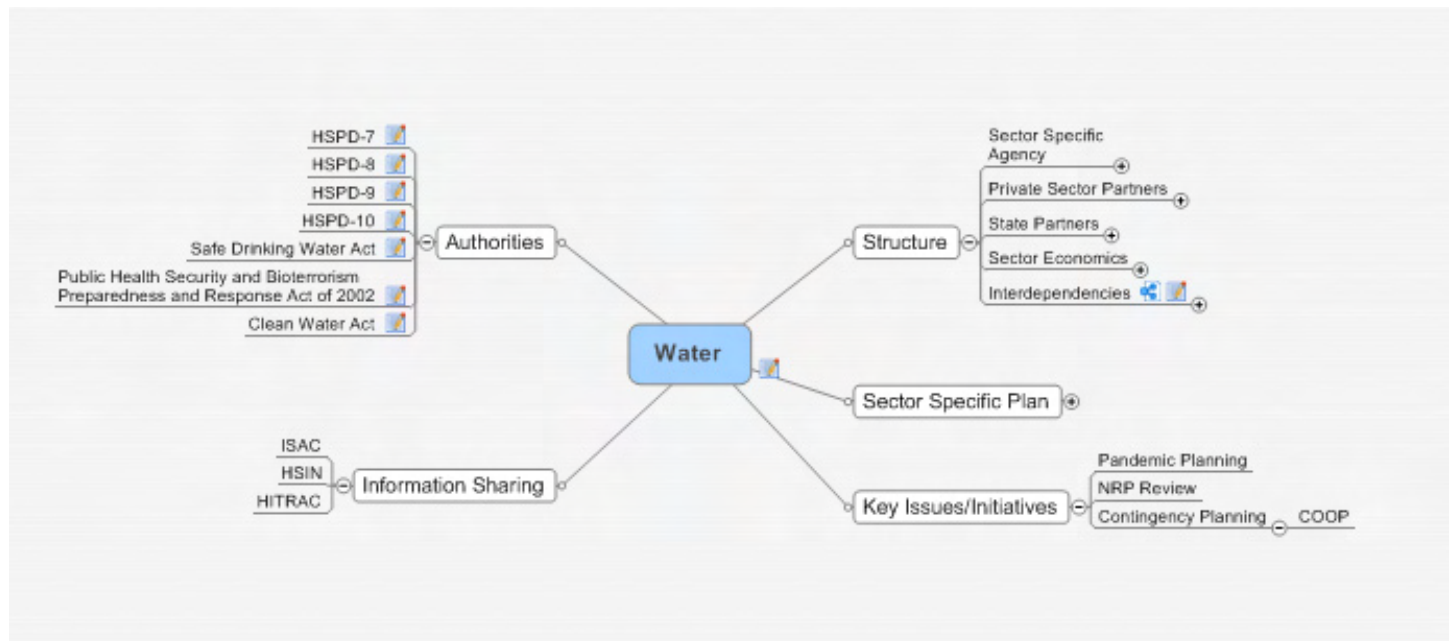 HSPD-7
HSPD-8
HSPD-9
HSPD-10
Safe Drinking Water Act
Public Health Security and Bioterrorism
Preparedness and Response Act of 2002
Clean Water Act
Authorities
ISAC
HSIN
HITRAC
Information Sharing
Water
Structure
Sector Specific
Agency
Private Sector Partners
State Partners
Sector Economics
Interdependencies
Sector Specific Plan
Key Issues/Initiatives
Pandemic Planning
NRP Review
Contingency Planning
COOP